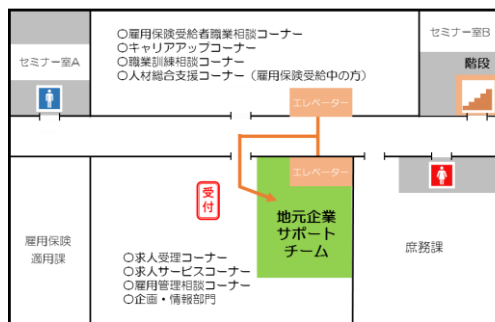 セミナー室A
○雇用保険受給者職業相談コーナー
○キャリアアップコーナー
○職業訓練相談コーナー
○人材総合支援コーナー（雇用保険受給中の方）
セミナー室B
階段
エレベーター
エレベーター
受付
地元企業
サポート
チーム
雇用保険
適用課
○求人受理コーナー
○求人サービスコーナー
○雇用管理相談コーナー
○企画・情報部門
庶務課